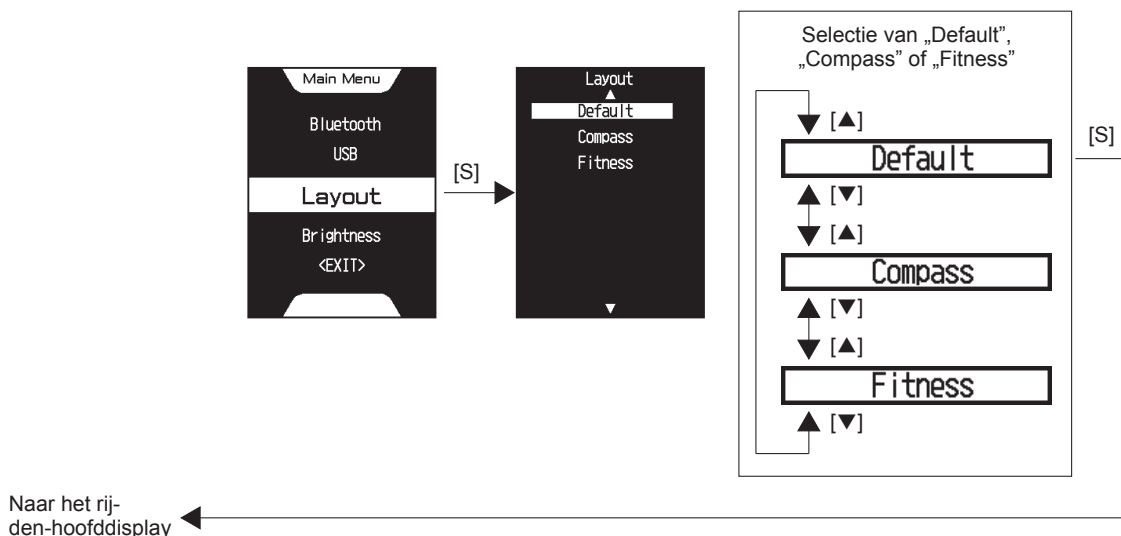 Main Menu
Bluetooth
USB
Layout
Brightness
<EXIT>
[S]
Layout
▲
Default
Compass
Fitness
▼
Selectie van „Default”,
„Compass” of „Fitness”
[▲]
Default
[▼]
[▲]
Compass
[▼]
[▲]
Fitness
[▼]
[S]
Naar het rij-
den-hoofddisplay